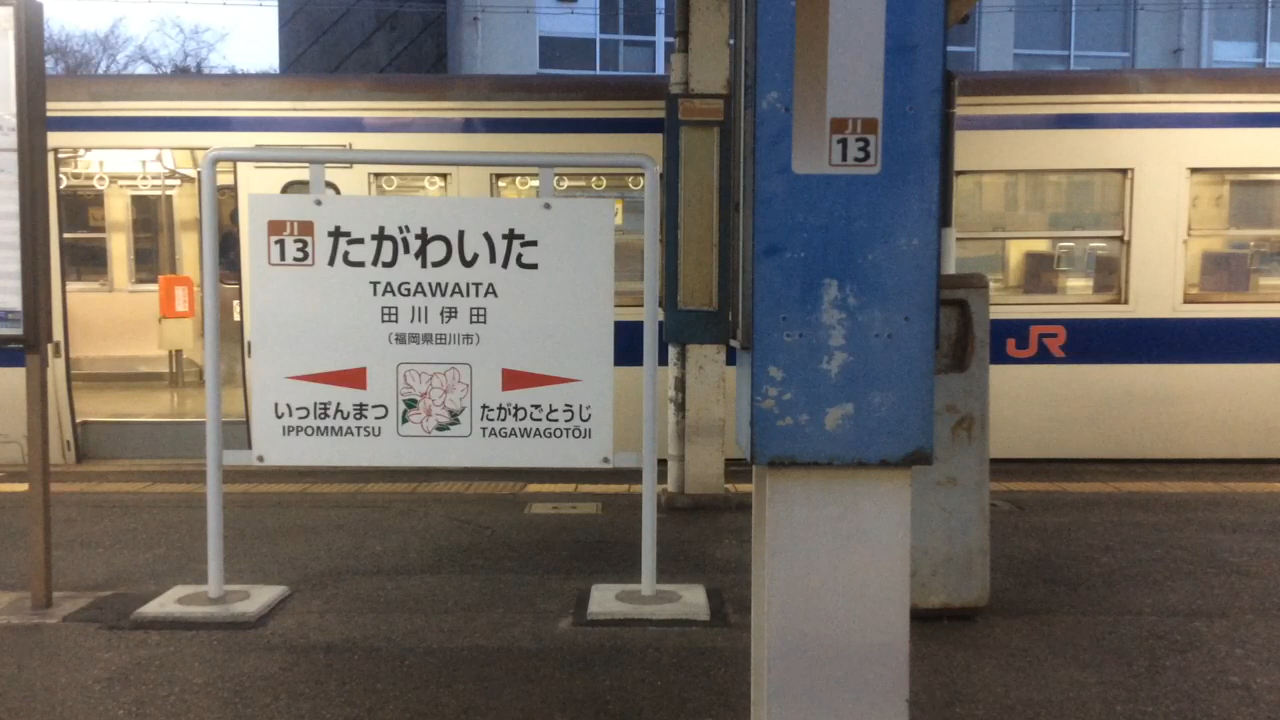 JI
13
たがわいた
TAGAWAITA
田川伊田
（福岡県田川市）
いっぽんまつ
IPPOMMATSU
たがわごとうじ
TAGAWAGOTŌJI
JI
13
JR